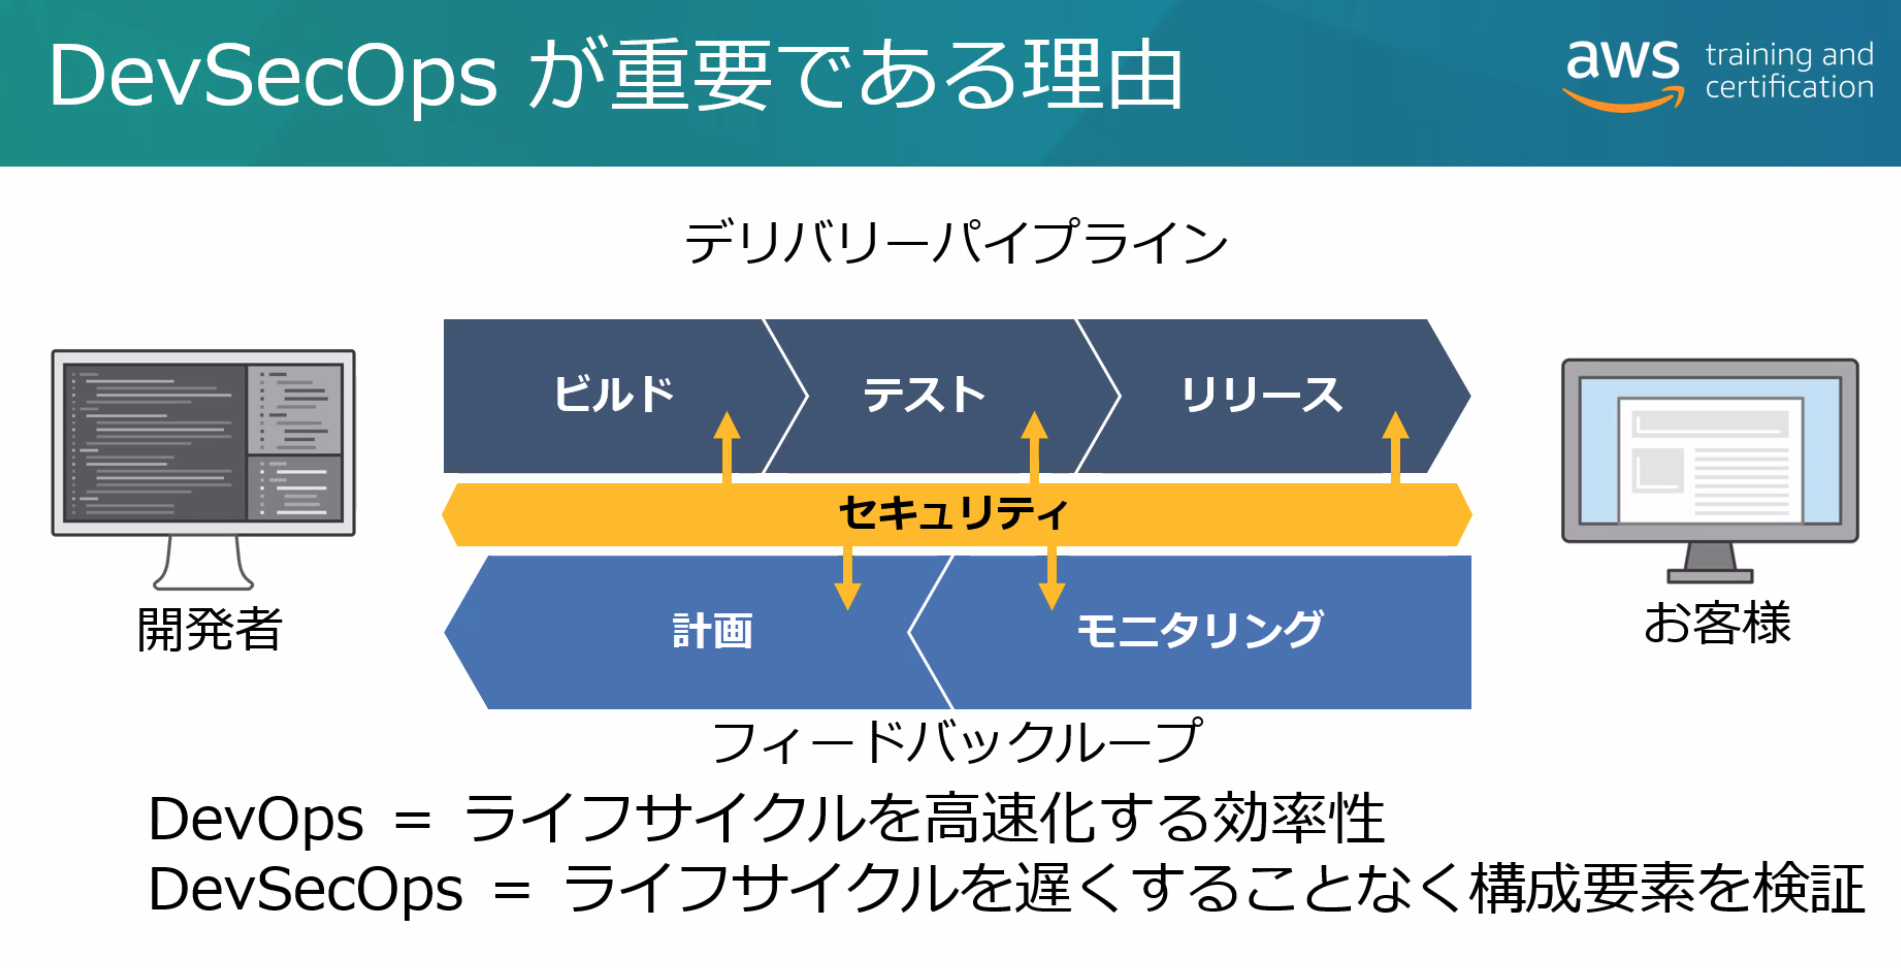 DevSecOps が重要である理由
aws training and certification
デリバリーパイプライン
ビルド
テスト
リリース
セキュリティ
計画
モニタリング
開発者
お客様
フィードバックループ
DevOps = ライフサイクルを高速化する効率性
DevSecOps = ライフサイクルを遅くすることなく構成要素を検証